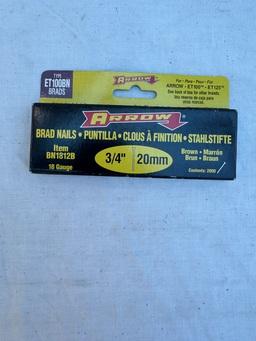 TYPE
ET100BN
BRADS
ARROW
For • Para • Pour • Für
ARROW - ET100™ - ET125™
See back of box for other brands
otras marcas.
ARROW
BRAD NAILS • PUNTILLA • CLOUS À FINITION • STAHLSTIFTE
Item
BN1812B
18 Gauge
3/4" 20mm
Brown • Marrón
Brun • Braun
Contents: 2000